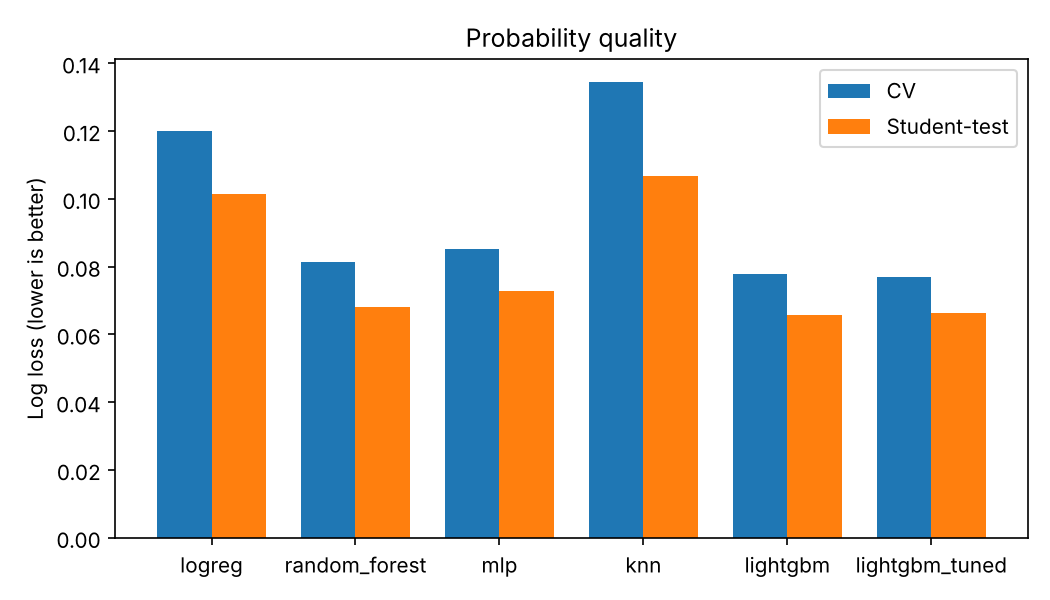 Probability quality
Log loss (lower is better)
0.14
0.12
0.10
0.08
0.06
0.04
0.02
0.00
CV
Student-test
logreg
random_forest
mlp
knn
lightgbm
lightgbm_tuned